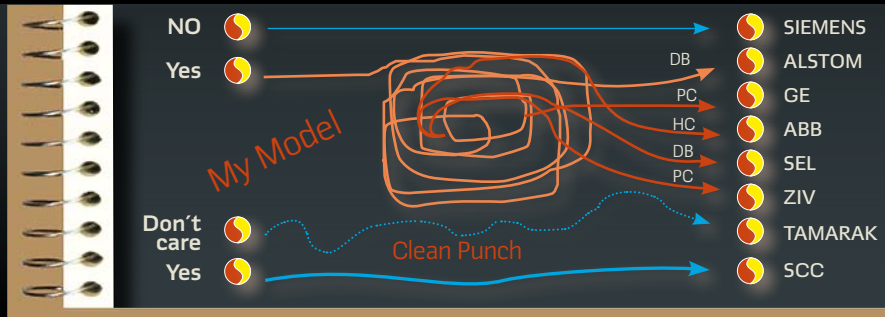 NO
SIEMENS
Yes
DB
ALSTOM
PC
GE
My Model
HC
ABB
DB
SEL
PC
ZIV
Don't
care
TAMARAK
Clean Punch
Yes
SCC